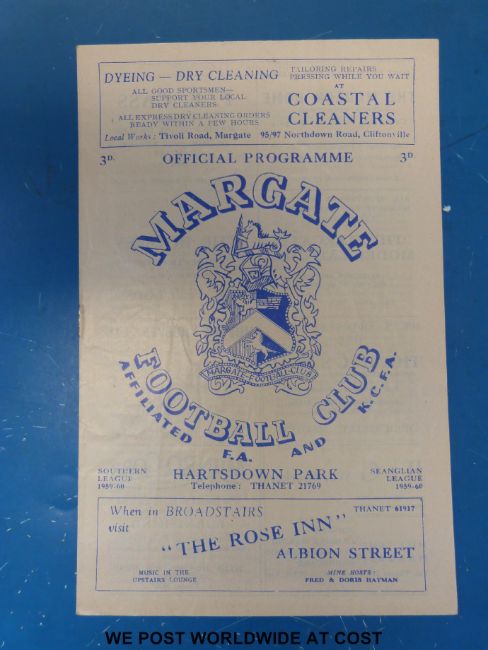 DYEING — DRY CLEANING
ALL GOOD SPORTSMEN—
SUPPORT YOUR LOCAL
DRY CLEANERS.
ALL EXPRESS DRY CLEANING ORDERS
READY WITHIN A FEW HOURS
TAILORING REPAIRS
PRESSING WHILE YOU WAIT
AT
COASTAL
CLEANERS
Local Works : Tivoli Road, Margate 95/97 Northdown Road, Cliftonville
3D. OFFICIAL PROGRAMME 3D.
MARGATE
MARGATE·FOOTBALL·CLUB
FOOTBALL CLUB
AFFILIATED F.A. AND K.C.F.A.
SOUTHERN
LEAGUE
1959-60
HARTSDOWN PARK
Telephone : THANET 21769
SEANGLIAN
LEAGUE
1959-60
When in BROADSTAIRS
visit
THANET 61917
"THE ROSE INN"
ALBION STREET
MUSIC IN THE
UPSTAIRS LOUNGE
MINE HOSTS :
FRED & DORIS HAYMAN
WE POST WORLDWIDE AT COST